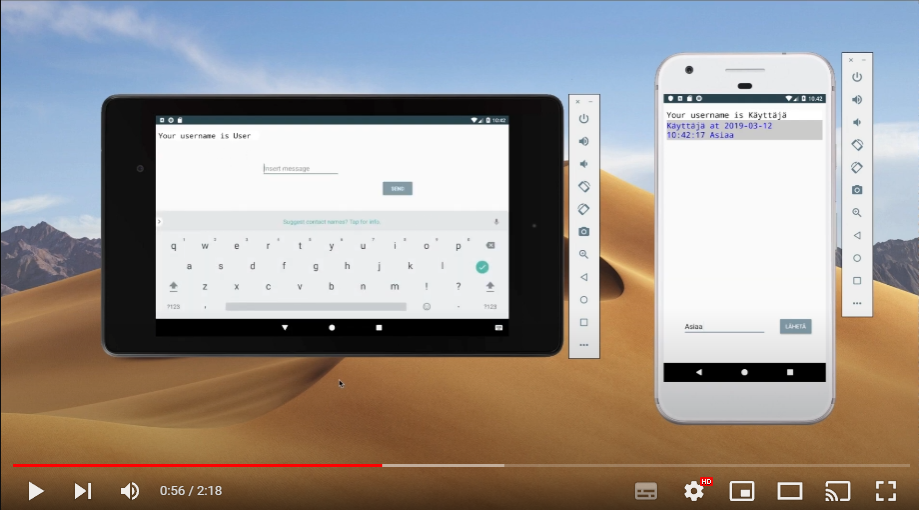 10:42
Your username is User
Insert message
SEND
Suggest contact names? Tap for info.
q w e r t y u i o p
a s d f g h j k l
z x c v b n m ! ?
?123 , - ?123
10:42
Your username is Käyttäjä
Käyttäjä at 2019-03-12
10:42:17 Asiaa
Asiaa
LÄHETÄ
0:56 / 2:18
HD